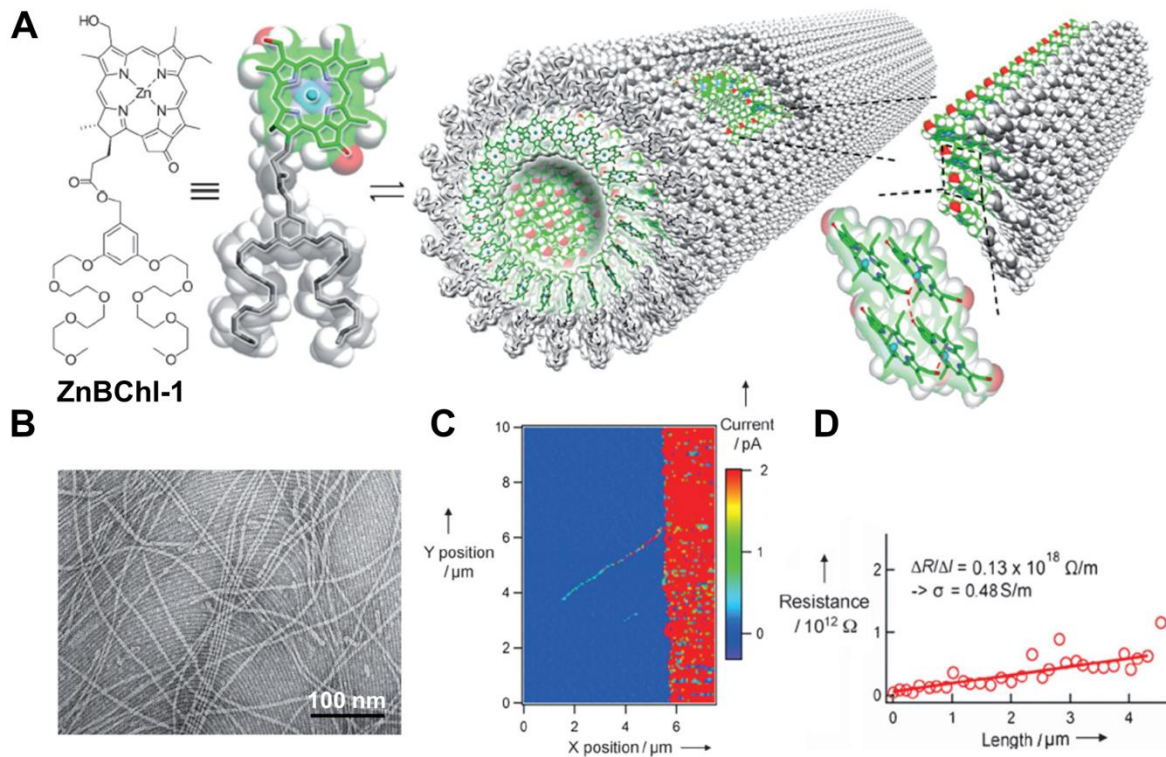 A
HO
N
N
Zn
N
N
O
O
O
O
O
O
O
O
O
O
O
O
ZnBChl-1
B
100 nm
C
Current
/ pA
2
1
0
10
8
6
4
2
0
Y position
/ μm
0
2
4
6
X position / μm
D
Resistance
/ 10¹² Ω
2
1
0
ΔR/Δl = 0.13 x 10¹⁸ Ω/m
-> σ = 0.48 S/m
0
1
2
3
4
Length / μm